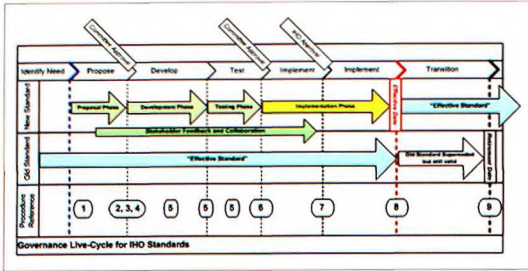 Committee Approval
Committee Approval
IHO Approval
Identify Need
Propose
Develop
Test
Implement
Implement
Transition
New Standard
Proposal Phase
Development Phase
Testing Phase
Implementation Phase
Effective Date
"Effective Standard"
Stakeholder Feedback and Collaboration
Old Standard
"Effective Standard"
Old Standard Superseded
but still valid
Retirement Date
Procedure
Reference
1
2, 3, 4
5
5
5
6
7
8
9
Governance Live-Cycle for IHO Standards